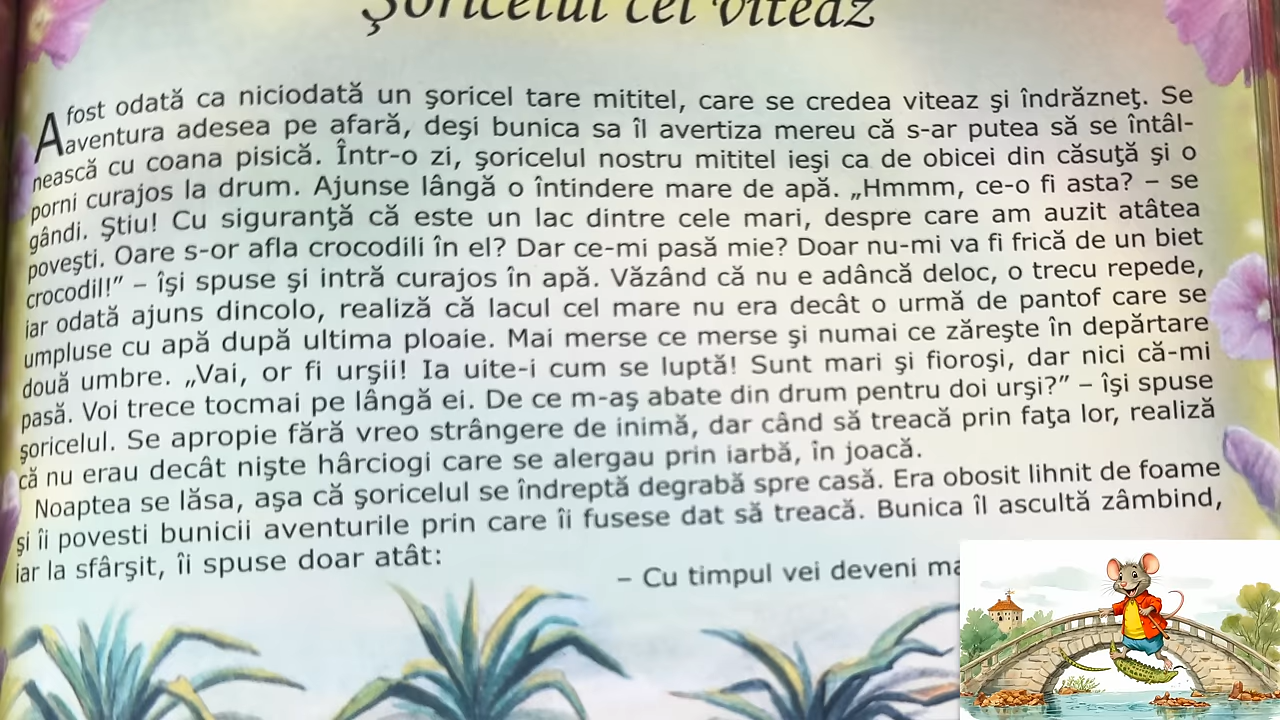 Şoricelul cel viteaz
A fost odată ca niciodată un şoricel tare mititel, care se credea viteaz şi îndrăzneţ. Se
aventura adesea pe afară, deşi bunica sa îl avertiza mereu că s-ar putea să se întâl-
nească cu coana pisică. Într-o zi, şoricelul nostru mititel ieşi ca de obicei din căsuţă şi o
porni curajos la drum. Ajunse lângă o întindere mare de apă. „Hmmm, ce-o fi asta? – se
gândi. Ştiu! Cu siguranţă că este un lac dintre cele mari, despre care am auzit atâtea
poveşti. Oare s-or afla crocodili în el? Dar ce-mi pasă mie? Doar nu-mi va fi frică de un biet
crocodil!” – îşi spuse şi intră curajos în apă. Văzând că nu e adâncă deloc, o trecu repede,
iar odată ajuns dincolo, realiză că lacul cel mare nu era decât o urmă de pantof care se
umpluse cu apă după ultima ploaie. Mai merse ce merse şi numai ce zăreşte în depărtare
două umbre. „Vai, or fi urşii! Ia uite-i cum se luptă! Sunt mari şi fioroşi, dar nici că-mi
pasă. Voi trece tocmai pe lângă ei. De ce m-aş abate din drum pentru doi urşi?” – îşi spuse
şoricelul. Se apropie fără vreo strângere de inimă, dar când să treacă prin faţa lor, realiză
că nu erau decât nişte hârciogi care se alergau prin iarbă, în joacă.
Noaptea se lăsa, aşa că şoricelul se îndreptă degrabă spre casă. Era obosit lihnit de foame
şi îi povesti bunicii aventurile prin care îi fusese dat să treacă. Bunica îl ascultă zâmbind,
iar la sfârşit, îi spuse doar atât:
– Cu timpul vei deveni